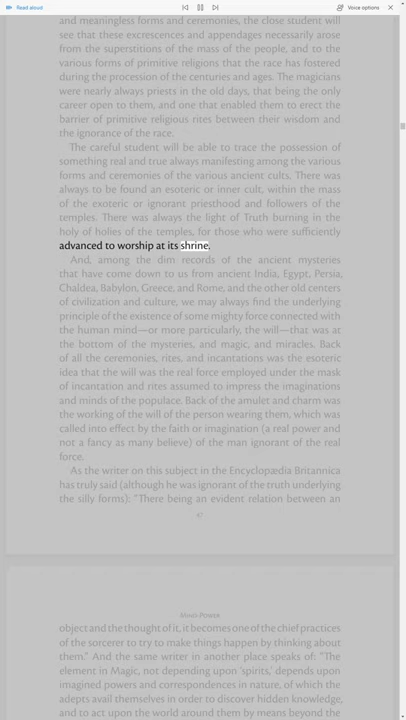 Read aloud
Voice options
and meaningless forms and ceremonies, the close student will
see that these excrescences and appendages necessarily arose
from the superstitions of the mass of the people, and to the
various forms of primitive religions that the race has fostered
during the procession of the centuries and ages. The magicians
were nearly always priests in the old days, that being the only
career open to them, and one that enabled them to erect the
barrier of primitive religious rites between their wisdom and
the ignorance of the race.
The careful student will be able to trace the possession of
something real and true always manifesting among the various
forms and ceremonies of the various ancient cults. There was
always to be found an esoteric or inner cult, within the mass
of the exoteric or ignorant priesthood and followers of the
temples. There was always the light of Truth burning in the
holy of holies of the temples, for those who were sufficiently
advanced to worship at its shrine.
And, among the dim records of the ancient mysteries
that have come down to us from ancient India, Egypt, Persia,
Chaldea, Babylon, Greece, and Rome, and the other old centers
of civilization and culture, we may always find the underlying
principle of the existence of some mighty force connected with
the human mind—or more particularly, the will—that was at
the bottom of the mysteries, and magic, and miracles. Back
of all the ceremonies, rites, and incantations was the esoteric
idea that the will was the real force employed under the mask
of incantation and rites assumed to impress the imaginations
and minds of the populace. Back of the amulet and charm was
the working of the will of the person wearing them, which was
called into effect by the faith or imagination (a real power and
not a fancy as many believe) of the man ignorant of the real
force.
As the writer on this subject in the Encyclopædia Britannica
has truly said (although he was ignorant of the truth underlying
the silly forms): "There being an evident relation between an
object and the thought of it, it becomes one of the chief practices
of the sorcerer to try to make things happen by thinking about
them." And the same writer in another place speaks of: "The
element in Magic, not depending upon 'spirits,' depends upon
imagined powers and correspondences in nature, of which the
adepts avail themselves in order to discover hidden knowledge,
and to act upon the world around them by means beyond the